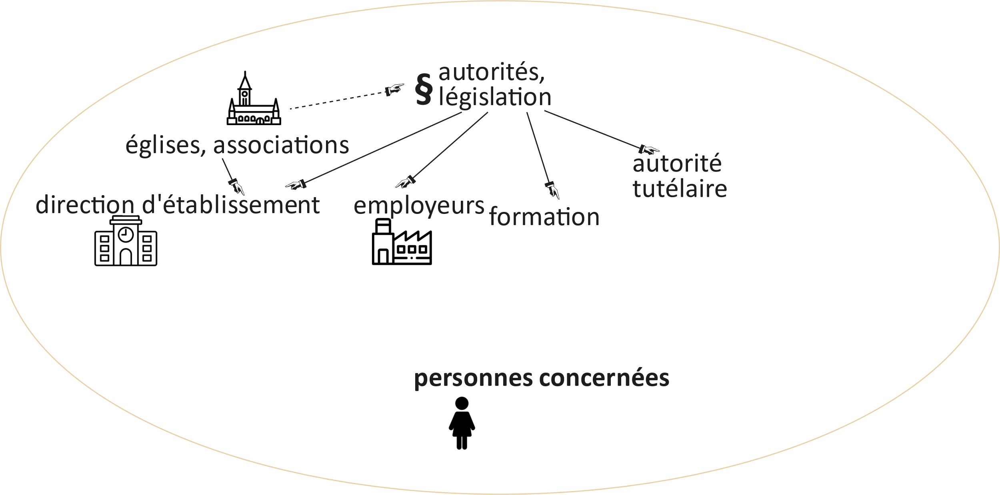 § autorités,
législation
églises, associations
autorité
tutélaire
direction d'établissement
employeurs
formation
personnes concernées